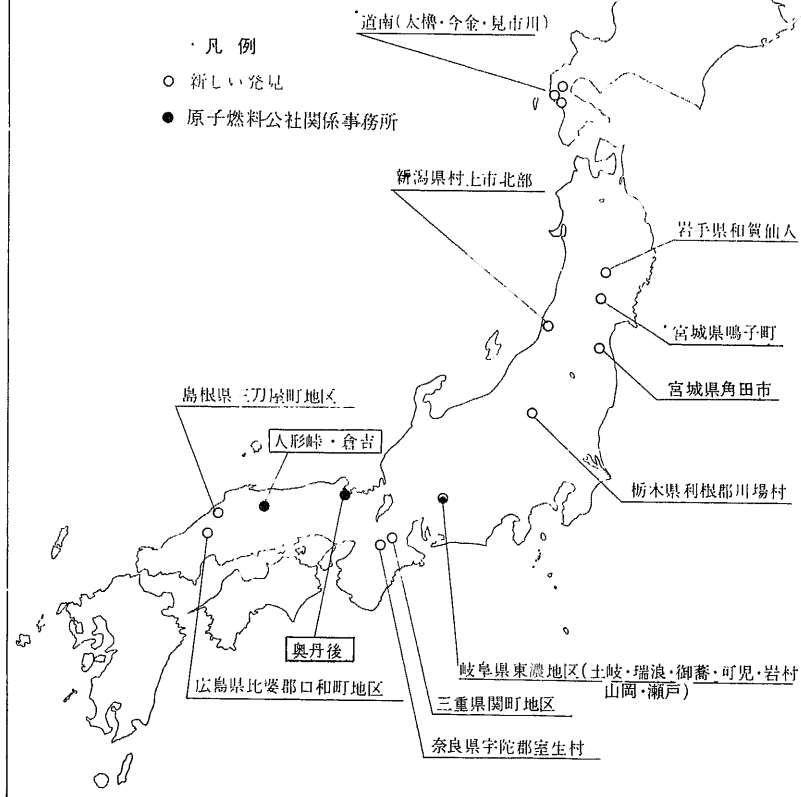 道南(太櫓・今金・見市川)
・凡例
○ 新しい発見
● 原子燃料公社関係事務所
新潟県村上市北部
岩手県和賀仙人
宮城県鳴子町
宮城県角田市
島根県三刀屋町地区
人形峠・倉吉
栃木県利根郡川場村
奥丹後
岐阜県東濃地区(土岐・瑞浪・御蕎・可児・岩村
山岡・瀬戸)
広島県比婆郡口和町地区
三重県関町地区
奈良県宇陀郡室生村